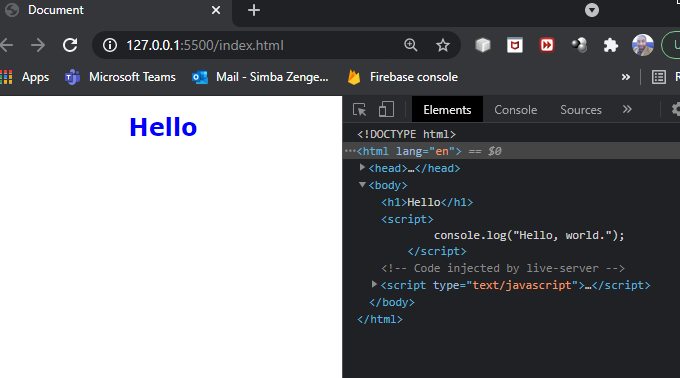 Document
127.0.0.1:5500/index.html
Apps Microsoft Teams Mail - Simba Zenge... Firebase console » R
Hello
Elements Console Sources »
<!DOCTYPE html>
...<html lang="en"> == $0
<head>…</head>
<body>
<h1>Hello</h1>
<script>
console.log("Hello, world.");
</script>
<!-- Code injected by live-server -->
<script type="text/javascript">…</script>
</body>
</html>